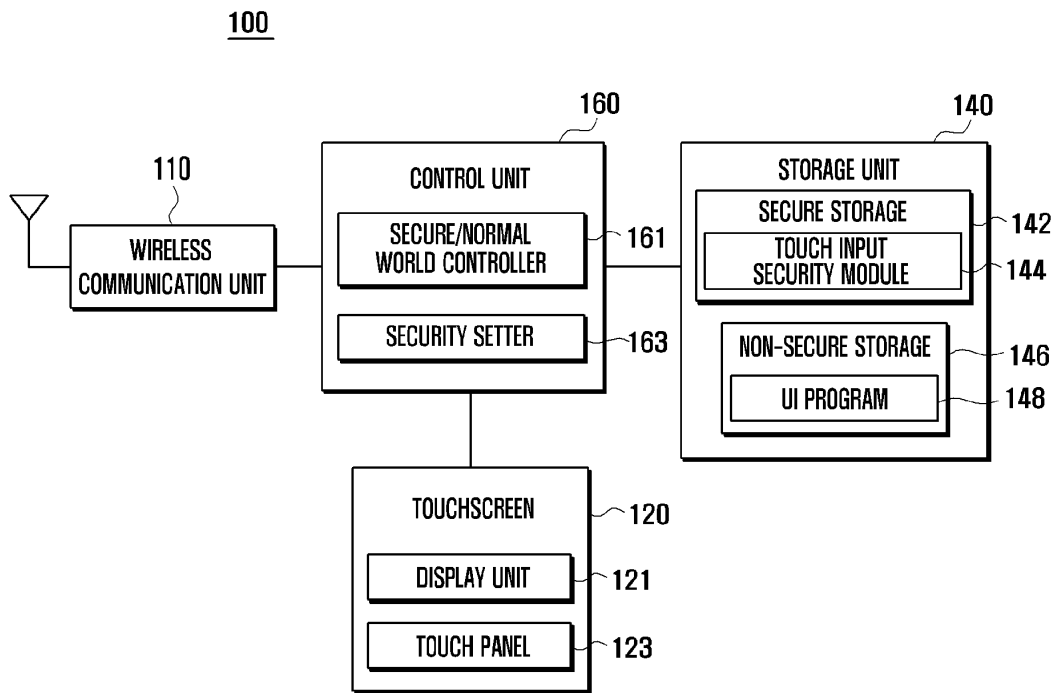 100
160
CONTROL UNIT
SECURE/NORMAL
WORLD CONTROLLER
161
SECURITY SETTER
163
110
WIRELESS
COMMUNICATION UNIT
140
STORAGE UNIT
SECURE STORAGE
142
TOUCH INPUT
SECURITY MODULE
144
NON-SECURE STORAGE
146
UI PROGRAM
148
TOUCHSCREEN
120
DISPLAY UNIT
121
TOUCH PANEL
123